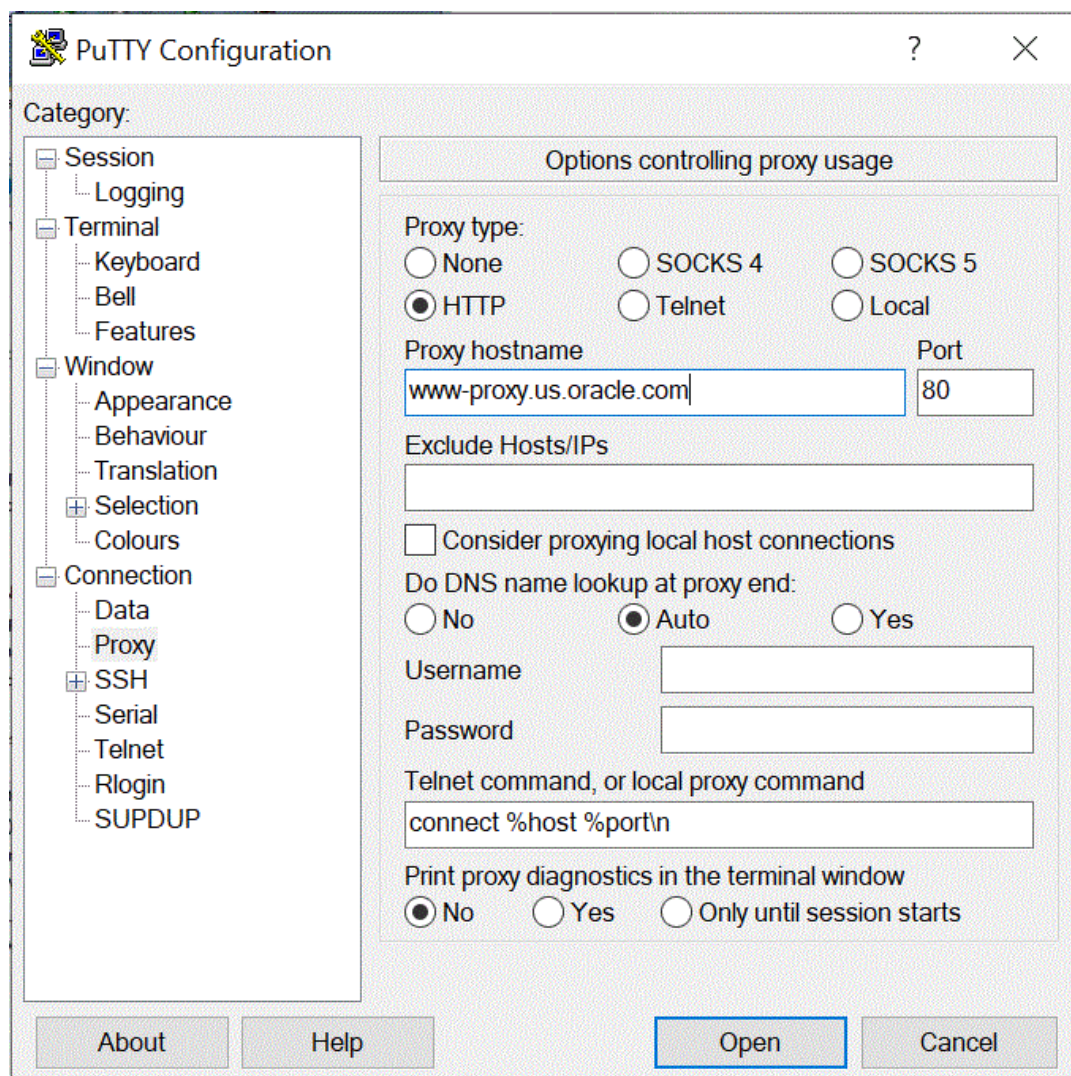 PuTTY Configuration
?
Category:
Session
Logging
Terminal
Keyboard
Bell
Features
Window
Appearance
Behaviour
Translation
Selection
Colours
Connection
Data
Proxy
SSH
Serial
Telnet
Rlogin
SUPDUP
Options controlling proxy usage
Proxy type:
None SOCKS 4 SOCKS 5
HTTP Telnet Local
Proxy hostname Port
www-proxy.us.oracle.com 80
Exclude Hosts/IPs
Consider proxying local host connections
Do DNS name lookup at proxy end:
No Auto Yes
Username
Password
Telnet command, or local proxy command
connect %host %port\n
Print proxy diagnostics in the terminal window
No Yes Only until session starts
About Help Open Cancel